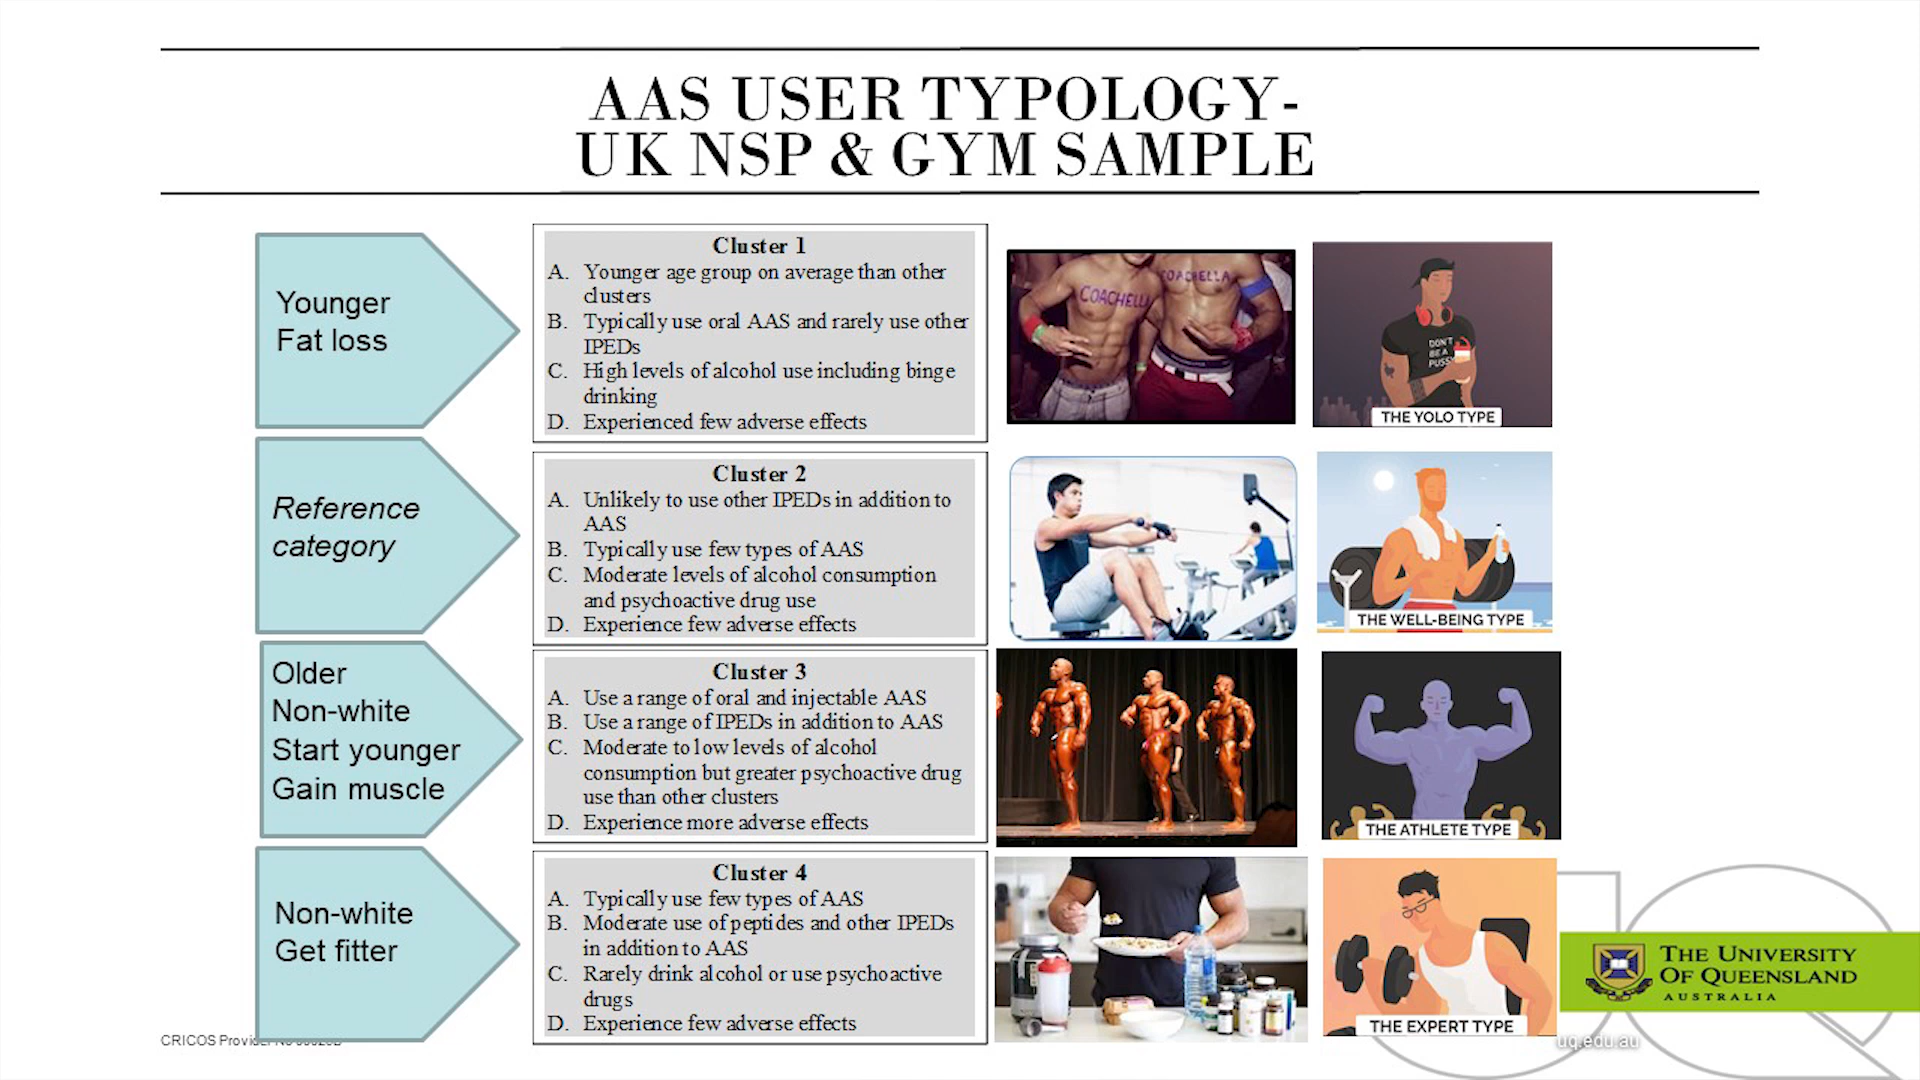 AAS USER TYPOLOGY-
UK NSP & GYM SAMPLE
Younger
Fat loss
Cluster 1
A. Younger age group on average than other
clusters
B. Typically use oral AAS and rarely use other
IPEDs
C. High levels of alcohol use including binge
drinking
D. Experienced few adverse effects
COACHELLA
COACHELLA
DON'T
BE A
PUSSY
THE YOLO TYPE
Reference
category
Cluster 2
A. Unlikely to use other IPEDs in addition to
AAS
B. Typically use few types of AAS
C. Moderate levels of alcohol consumption
and psychoactive drug use
D. Experience few adverse effects
THE WELL-BEING TYPE
Older
Non-white
Start younger
Gain muscle
Cluster 3
A. Use a range of oral and injectable AAS
B. Use a range of IPEDs in addition to AAS
C. Moderate to low levels of alcohol
consumption but greater psychoactive drug
use than other clusters
D. Experience more adverse effects
THE ATHLETE TYPE
Non-white
Get fitter
Cluster 4
A. Typically use few types of AAS
B. Moderate use of peptides and other IPEDs
in addition to AAS
C. Rarely drink alcohol or use psychoactive
drugs
D. Experience few adverse effects
THE EXPERT TYPE
THE UNIVERSITY
OF QUEENSLAND
AUSTRALIA
CRICOS Provider No
uq.edu.au